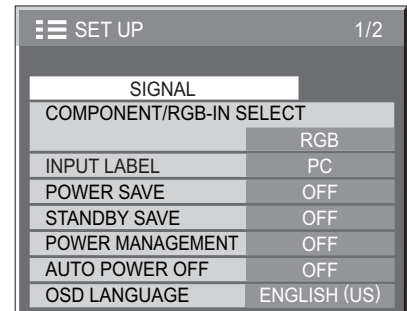 SET UP 1/2
SIGNAL
COMPONENT/RGB-IN SELECT
RGB
INPUT LABEL PC
POWER SAVE OFF
STANDBY SAVE OFF
POWER MANAGEMENT OFF
AUTO POWER OFF OFF
OSD LANGUAGE ENGLISH (US)